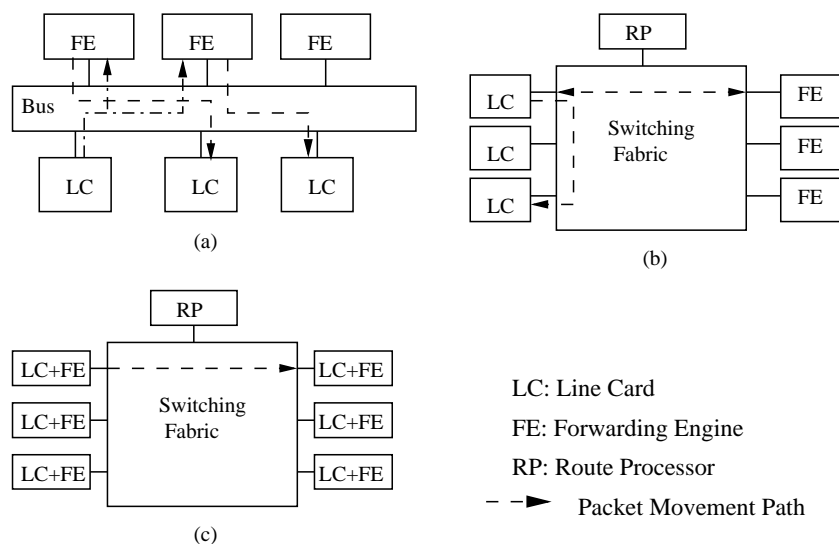 FE FE FE
Bus
LC LC LC
(a)
RP
LC FE
Switching
Fabric
LC FE
LC FE
(b)
RP
LC+FE LC+FE
Switching
Fabric
LC+FE LC+FE
LC+FE LC+FE
(c)
LC: Line Card
FE: Forwarding Engine
RP: Route Processor
Packet Movement Path